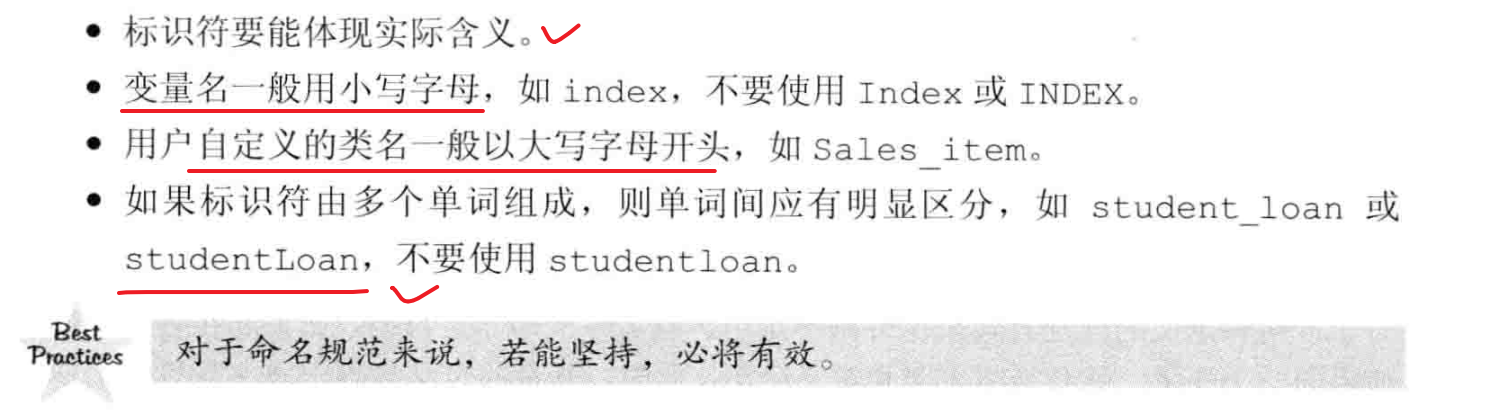 • 标识符要能体现实际含义。
• 变量名一般用小写字母，如 index，不要使用 Index 或 INDEX。
• 用户自定义的类名一般以大写字母开头，如 Sales_item。
• 如果标识符由多个单词组成，则单词间应有明显区分，如 student_loan 或
studentLoan，不要使用 studentloan。
Best
Practices
对于命名规范来说，若能坚持，必将有效。